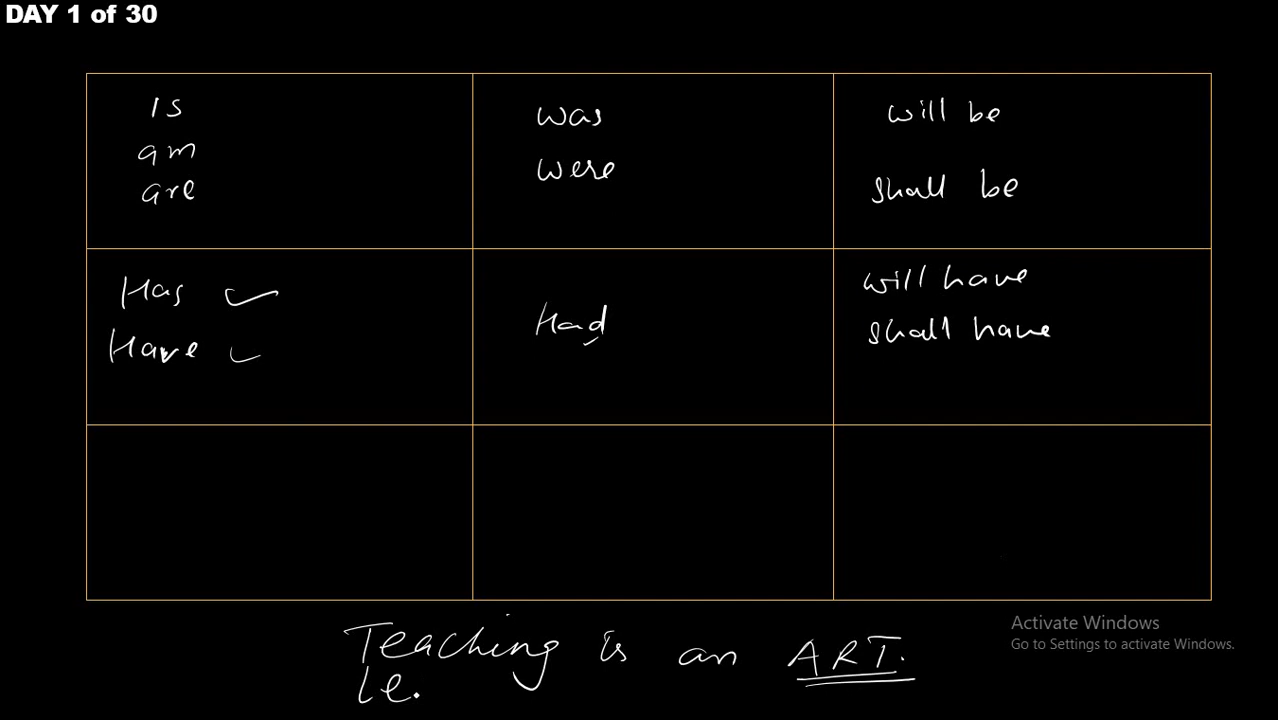 DAY 1 of 30
Is
am
are
was
were
will be
shall be
Has
Have
Had
will have
shall have
Teaching is an ART.
Le.
Activate Windows
Go to Settings to activate Windows.